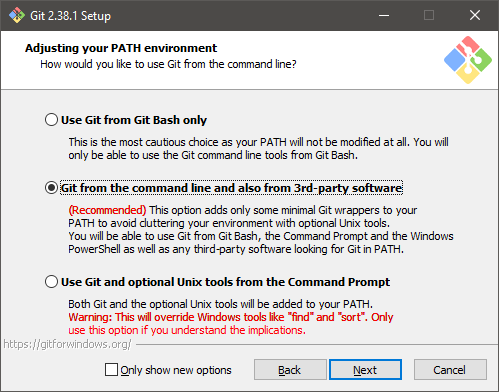 Git 2.38.1 Setup
Adjusting your PATH environment
How would you like to use Git from the command line?
Use Git from Git Bash only
This is the most cautious choice as your PATH will not be modified at all. You will
only be able to use the Git command line tools from Git Bash.
Git from the command line and also from 3rd-party software
(Recommended) This option adds only some minimal Git wrappers to your
PATH to avoid cluttering your environment with optional Unix tools.
You will be able to use Git from Git Bash, the Command Prompt and the Windows
PowerShell as well as any third-party software looking for Git in PATH.
Use Git and optional Unix tools from the Command Prompt
Both Git and the optional Unix tools will be added to your PATH.
Warning: This will override Windows tools like "find" and "sort". Only
use this option if you understand the implications.
https://gitforwindows.org/
Only show new options
Back
Next
Cancel